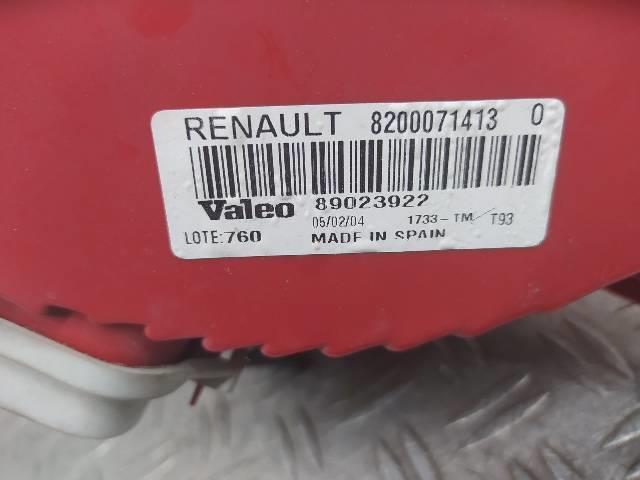 RENAULT 8200071413 0
Valeo 89023922
05/02/04 1733-TM T93
LOTE:760 MADE IN SPAIN